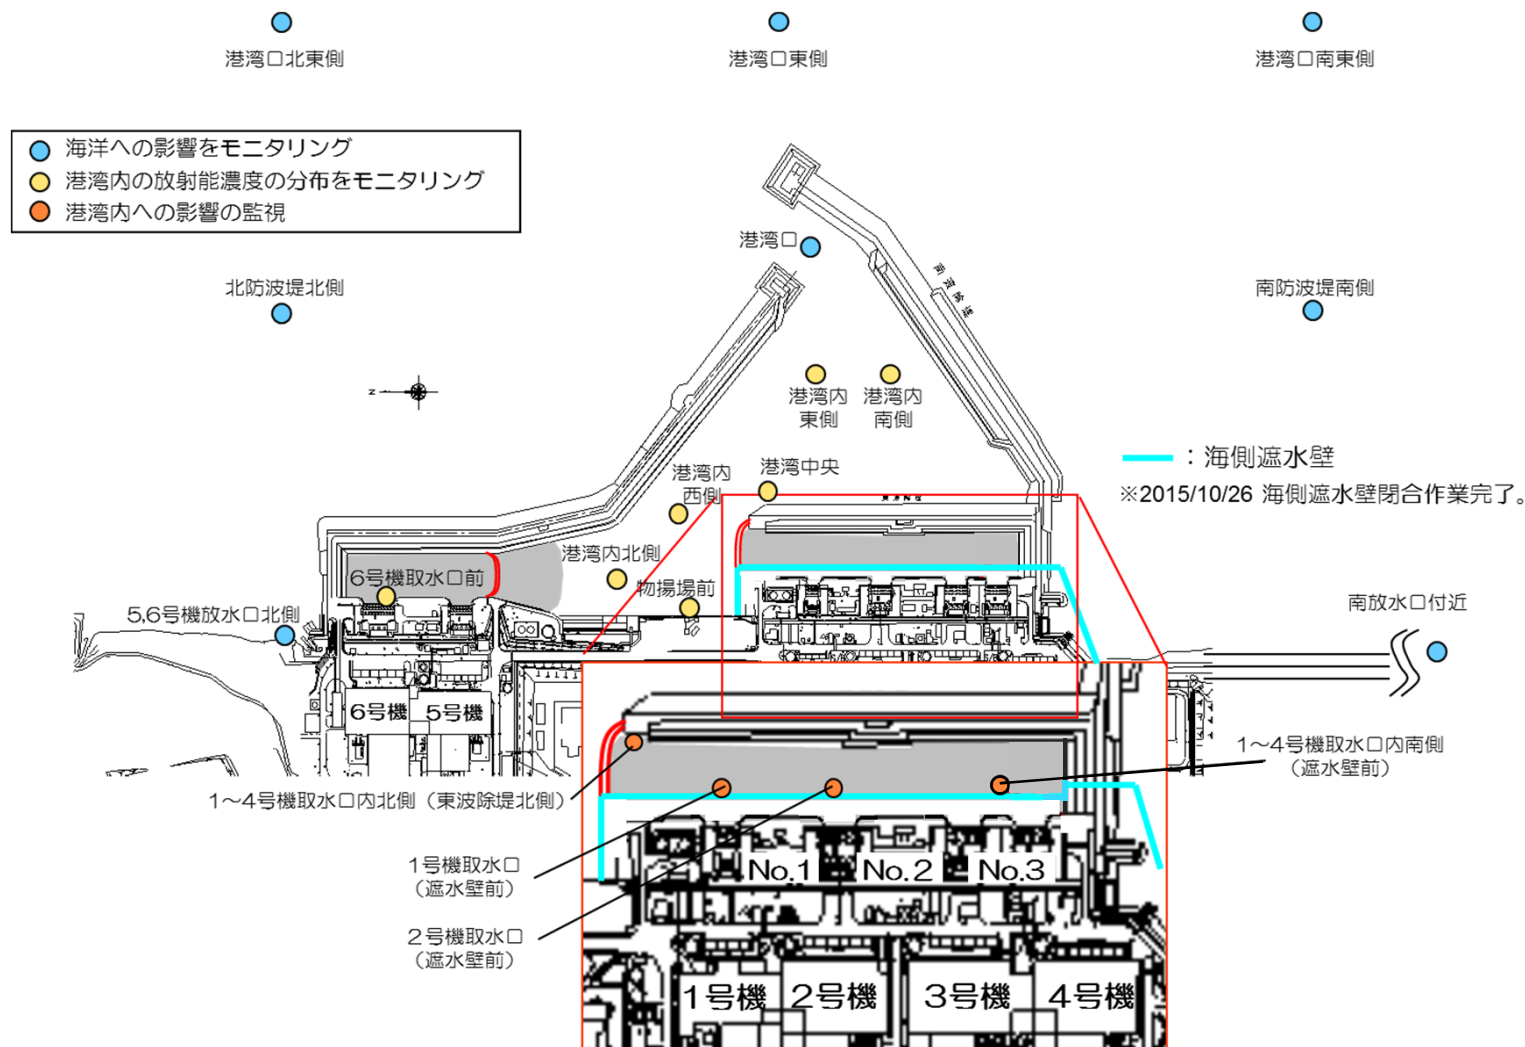 港湾口北東側
港湾口東側
港湾口南東側
海洋への影響をモニタリング
港湾内の放射能濃度の分布をモニタリング
港湾内への影響の監視
港湾口
北防波堤北側
南防波堤南側
N
港湾内
東側
港湾内
南側
：海側遮水壁
※2015/10/26 海側遮水壁閉合作業完了。
港湾内
西側
港湾中央
港湾内北側
物揚場前
6号機取水口前
5,6号機放水口北側
南放水口付近
6号機
5号機
1～4号機取水口内南側
（遮水壁前）
1～4号機取水口内北側（東波除堤北側）
1号機取水口
（遮水壁前）
2号機取水口
（遮水壁前）
No.1
No.2
No.3
1号機
2号機
3号機
4号機